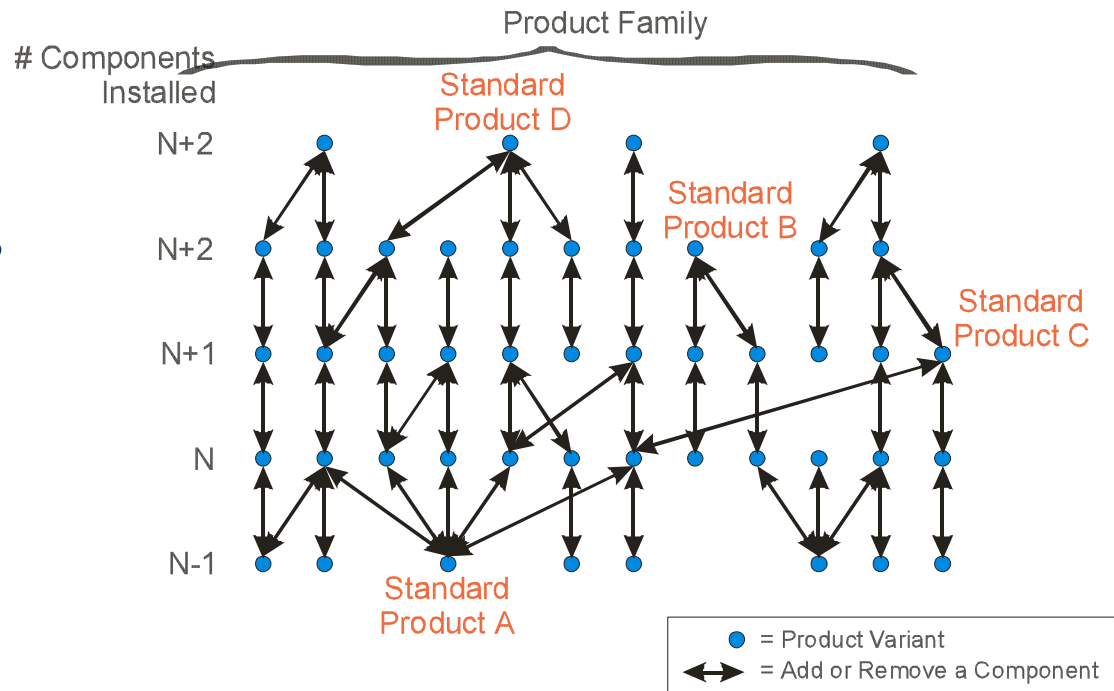 Product Family
# Components
Installed
Standard
Product D
N+2
Standard
Product B
N+2
Standard
Product C
N+1
N
N-1
Standard
Product A
= Product Variant
= Add or Remove a Component